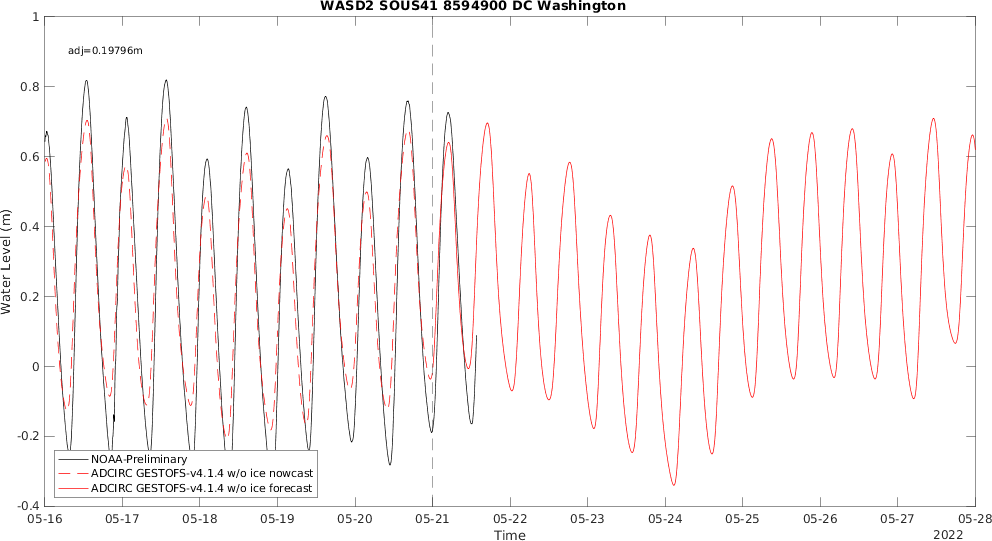 WASD2 SOUS41 8594900 DC Washington
1
adj=0.19796m
0.8
0.6
0.4
0.2
0
-0.2
-0.4
Water Level (m)
NOAA-Preliminary
ADCIRC GESTOFS-v4.1.4 w/o ice nowcast
ADCIRC GESTOFS-v4.1.4 w/o ice forecast
05-16 05-17 05-18 05-19 05-20 05-21 05-22 05-23 05-24 05-25 05-26 05-27 05-28
Time
2022